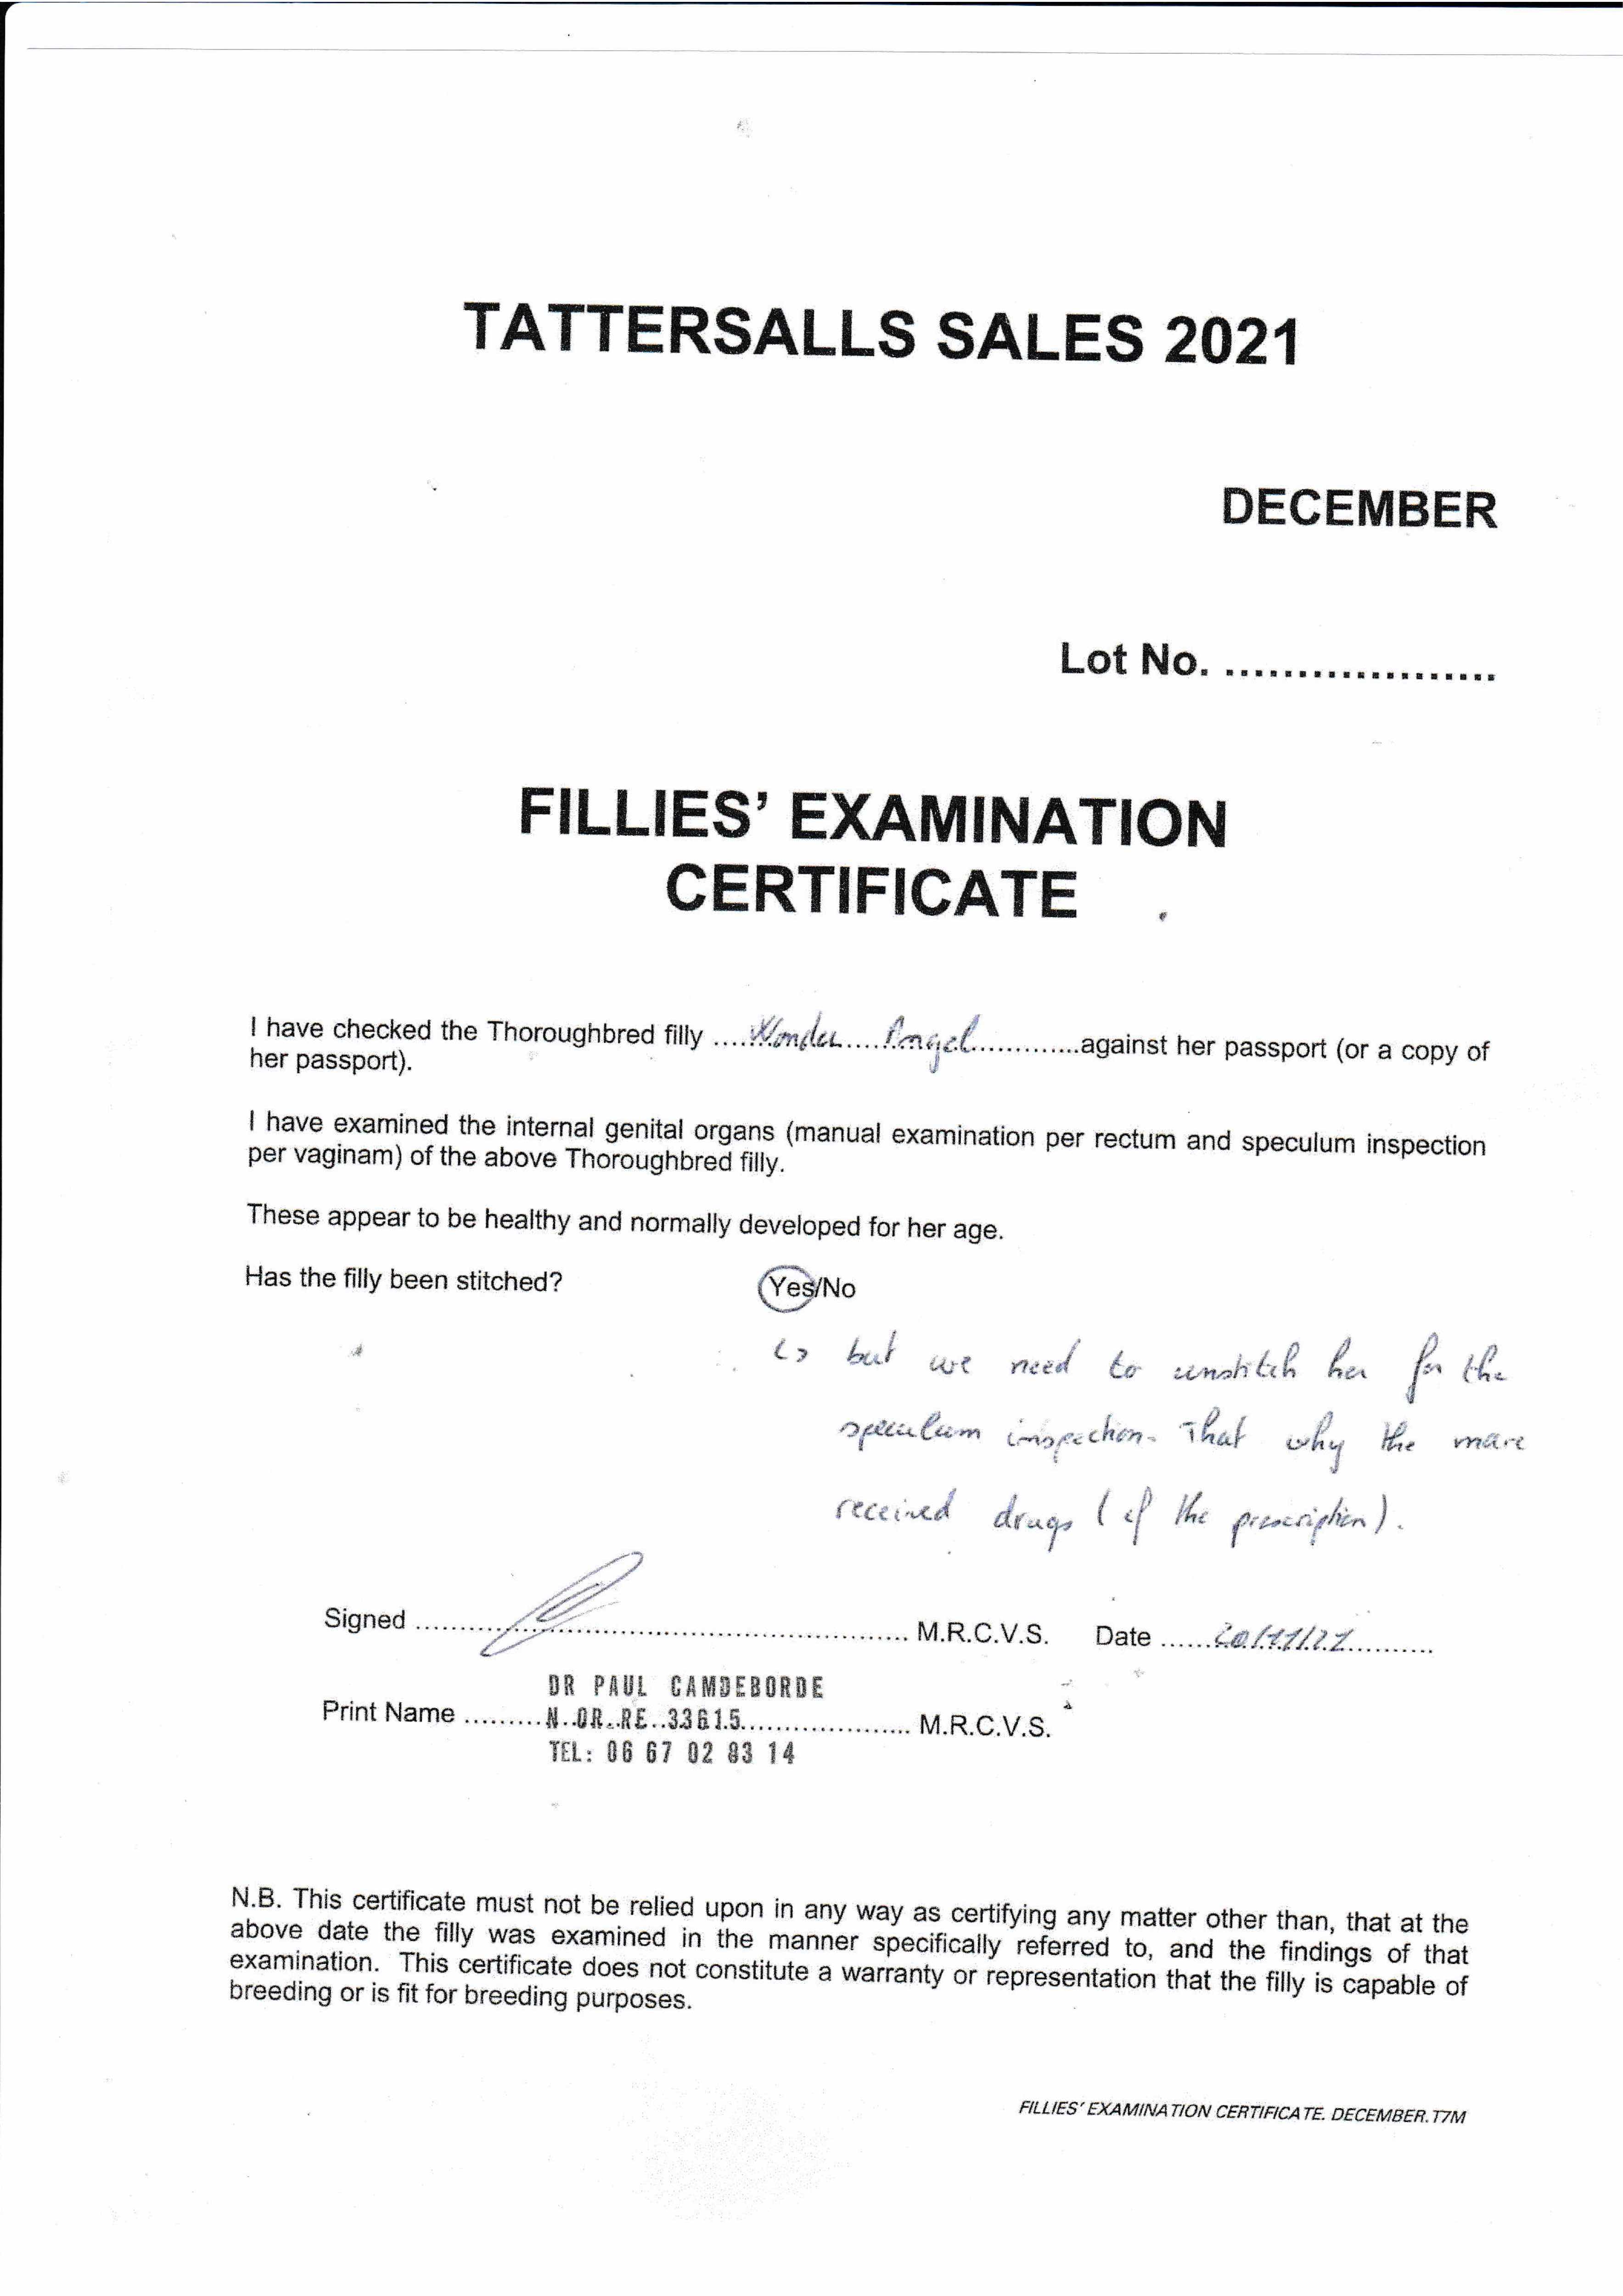 TATTERSALLS SALES 2021
DECEMBER
Lot No. ...................
FILLIES' EXAMINATION
CERTIFICATE
I have checked the Thoroughbred filly ....Wonder....Angel.............against her passport (or a copy of
her passport).
I have examined the internal genital organs (manual examination per rectum and speculum inspection
per vaginam) of the above Thoroughbred filly.
These appear to be healthy and normally developed for her age.
Has the filly been stitched? Yes/No
↳ but we need to unstitch her for the
speculum inspection. That why the mare
received drugs (cf the prescription).
Signed ........................................ M.R.C.V.S. Date ......20/11/21...........
DR PAUL CAMDEBORDE
Print Name .........N..OR..RE..33615..................... M.R.C.V.S.
TEL: 06 67 02 83 14
N.B. This certificate must not be relied upon in any way as certifying any matter other than, that at the
above date the filly was examined in the manner specifically referred to, and the findings of that
examination. This certificate does not constitute a warranty or representation that the filly is capable of
breeding or is fit for breeding purposes.
FILLIES' EXAMINATION CERTIFICATE. DECEMBER. T7M